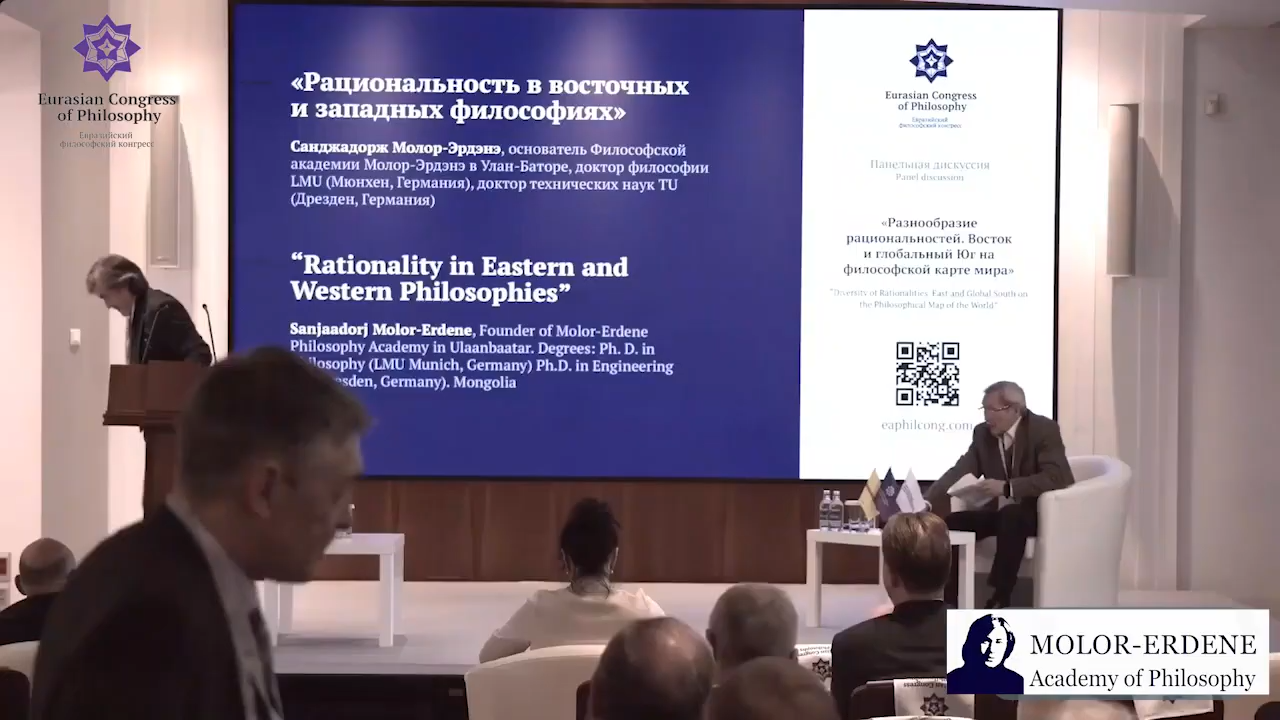 Eurasian Congress
of Philosophy
Евразийский
философский конгресс
«Рациональность в восточных
и западных философиях»
Санджадорж Молор-Эрдэнэ, основатель Философской
академии Молор-Эрдэнэ в Улан-Баторе, доктор философии
LMU (Мюнхен, Германия), доктор технических наук TU
(Дрезден, Германия)
“Rationality in Eastern and
Western Philosophies”
Sanjaadorj Molor-Erdene, Founder of Molor-Erdene
Philosophy Academy in Ulaanbaatar. Degrees: Ph. D. in
(LMU Munich, Germany) Ph.D. in Engineering
Germany). Mongolia
Eurasian Congress
of Philosophy
Евразийский
философский конгресс
Панельная дискуссия
Panel discussion
«Разнообразие
рациональностей. Восток
и глобальный Юг на
философской карте мира»
“Diversity of Rationalities. East and Global South on
the Philosophical Map of the World”
eaphilcong.com
MOLOR-ERDENE
Academy of Philosophy